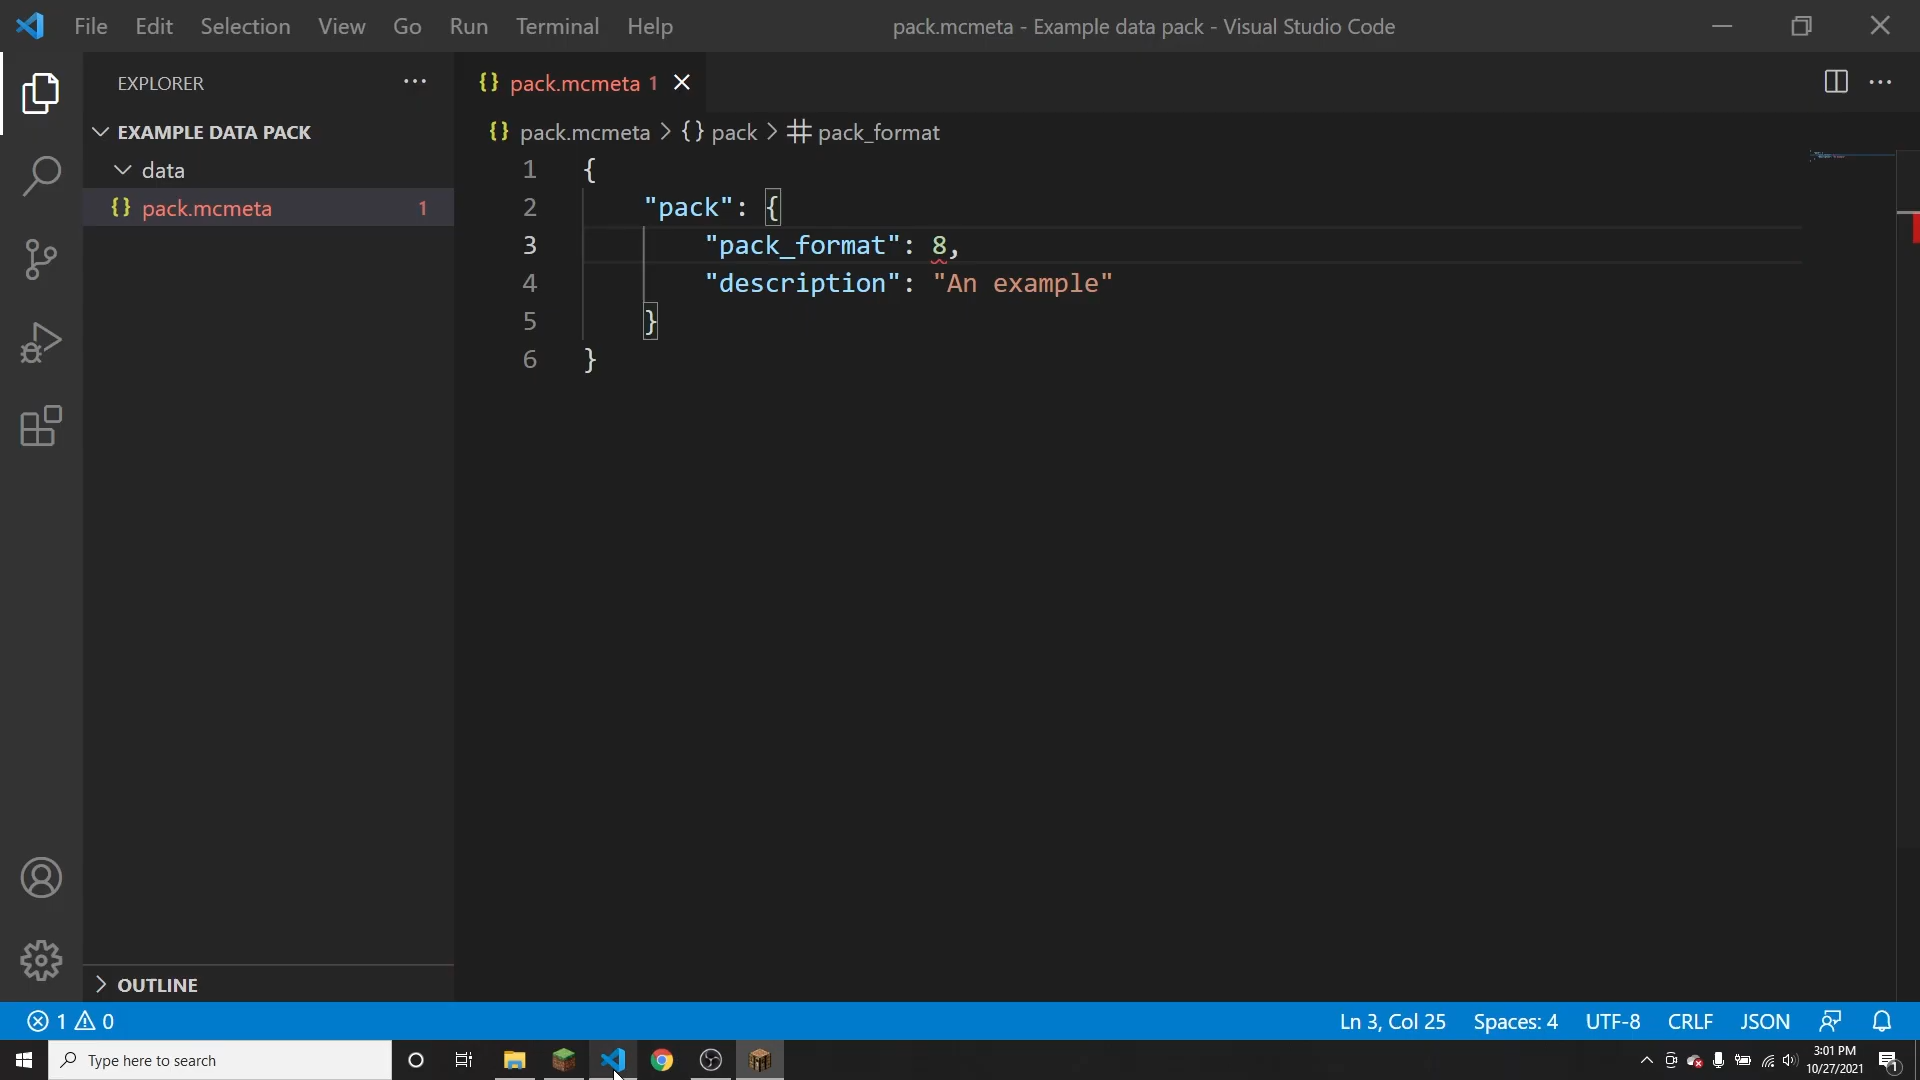 File Edit Selection View Go Run Terminal Help
pack.mcmeta - Example data pack - Visual Studio Code
EXPLORER
pack.mcmeta 1
EXAMPLE DATA PACK
data
pack.mcmeta 1
pack.mcmeta > {} pack > # pack_format
1 {
2 "pack": {
3 "pack_format": 8,
4 "description": "An example"
5 }
6 }
OUTLINE
1 0
Ln 3, Col 25 Spaces: 4 UTF-8 CRLF JSON
Type here to search
3:01 PM
10/27/2021
1